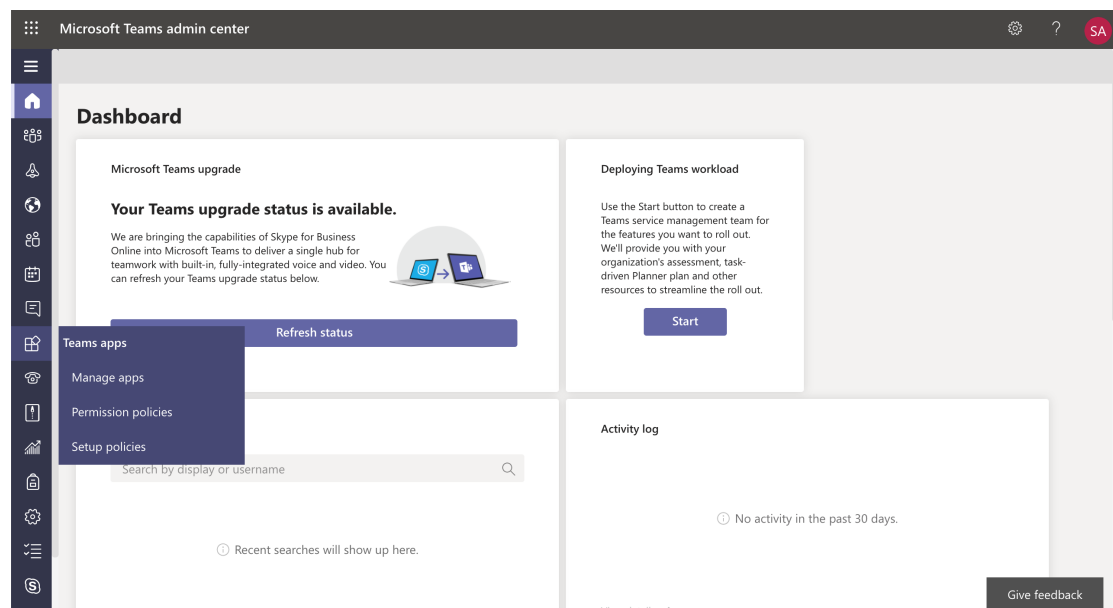 Microsoft Teams admin center
?
SA
Dashboard
Microsoft Teams upgrade
Your Teams upgrade status is available.
We are bringing the capabilities of Skype for Business
Online into Microsoft Teams to deliver a single hub for
teamwork with built-in, fully-integrated voice and video. You
can refresh your Teams upgrade status below.
Refresh status
Deploying Teams workload
Use the Start button to create a
Teams service management team for
the features you want to roll out.
We'll provide you with your
organization's assessment, task-
driven Planner plan and other
resources to streamline the roll out.
Start
Teams apps
Manage apps
Permission policies
Setup policies
Search by display or username
Recent searches will show up here.
Activity log
No activity in the past 30 days.
Give feedback